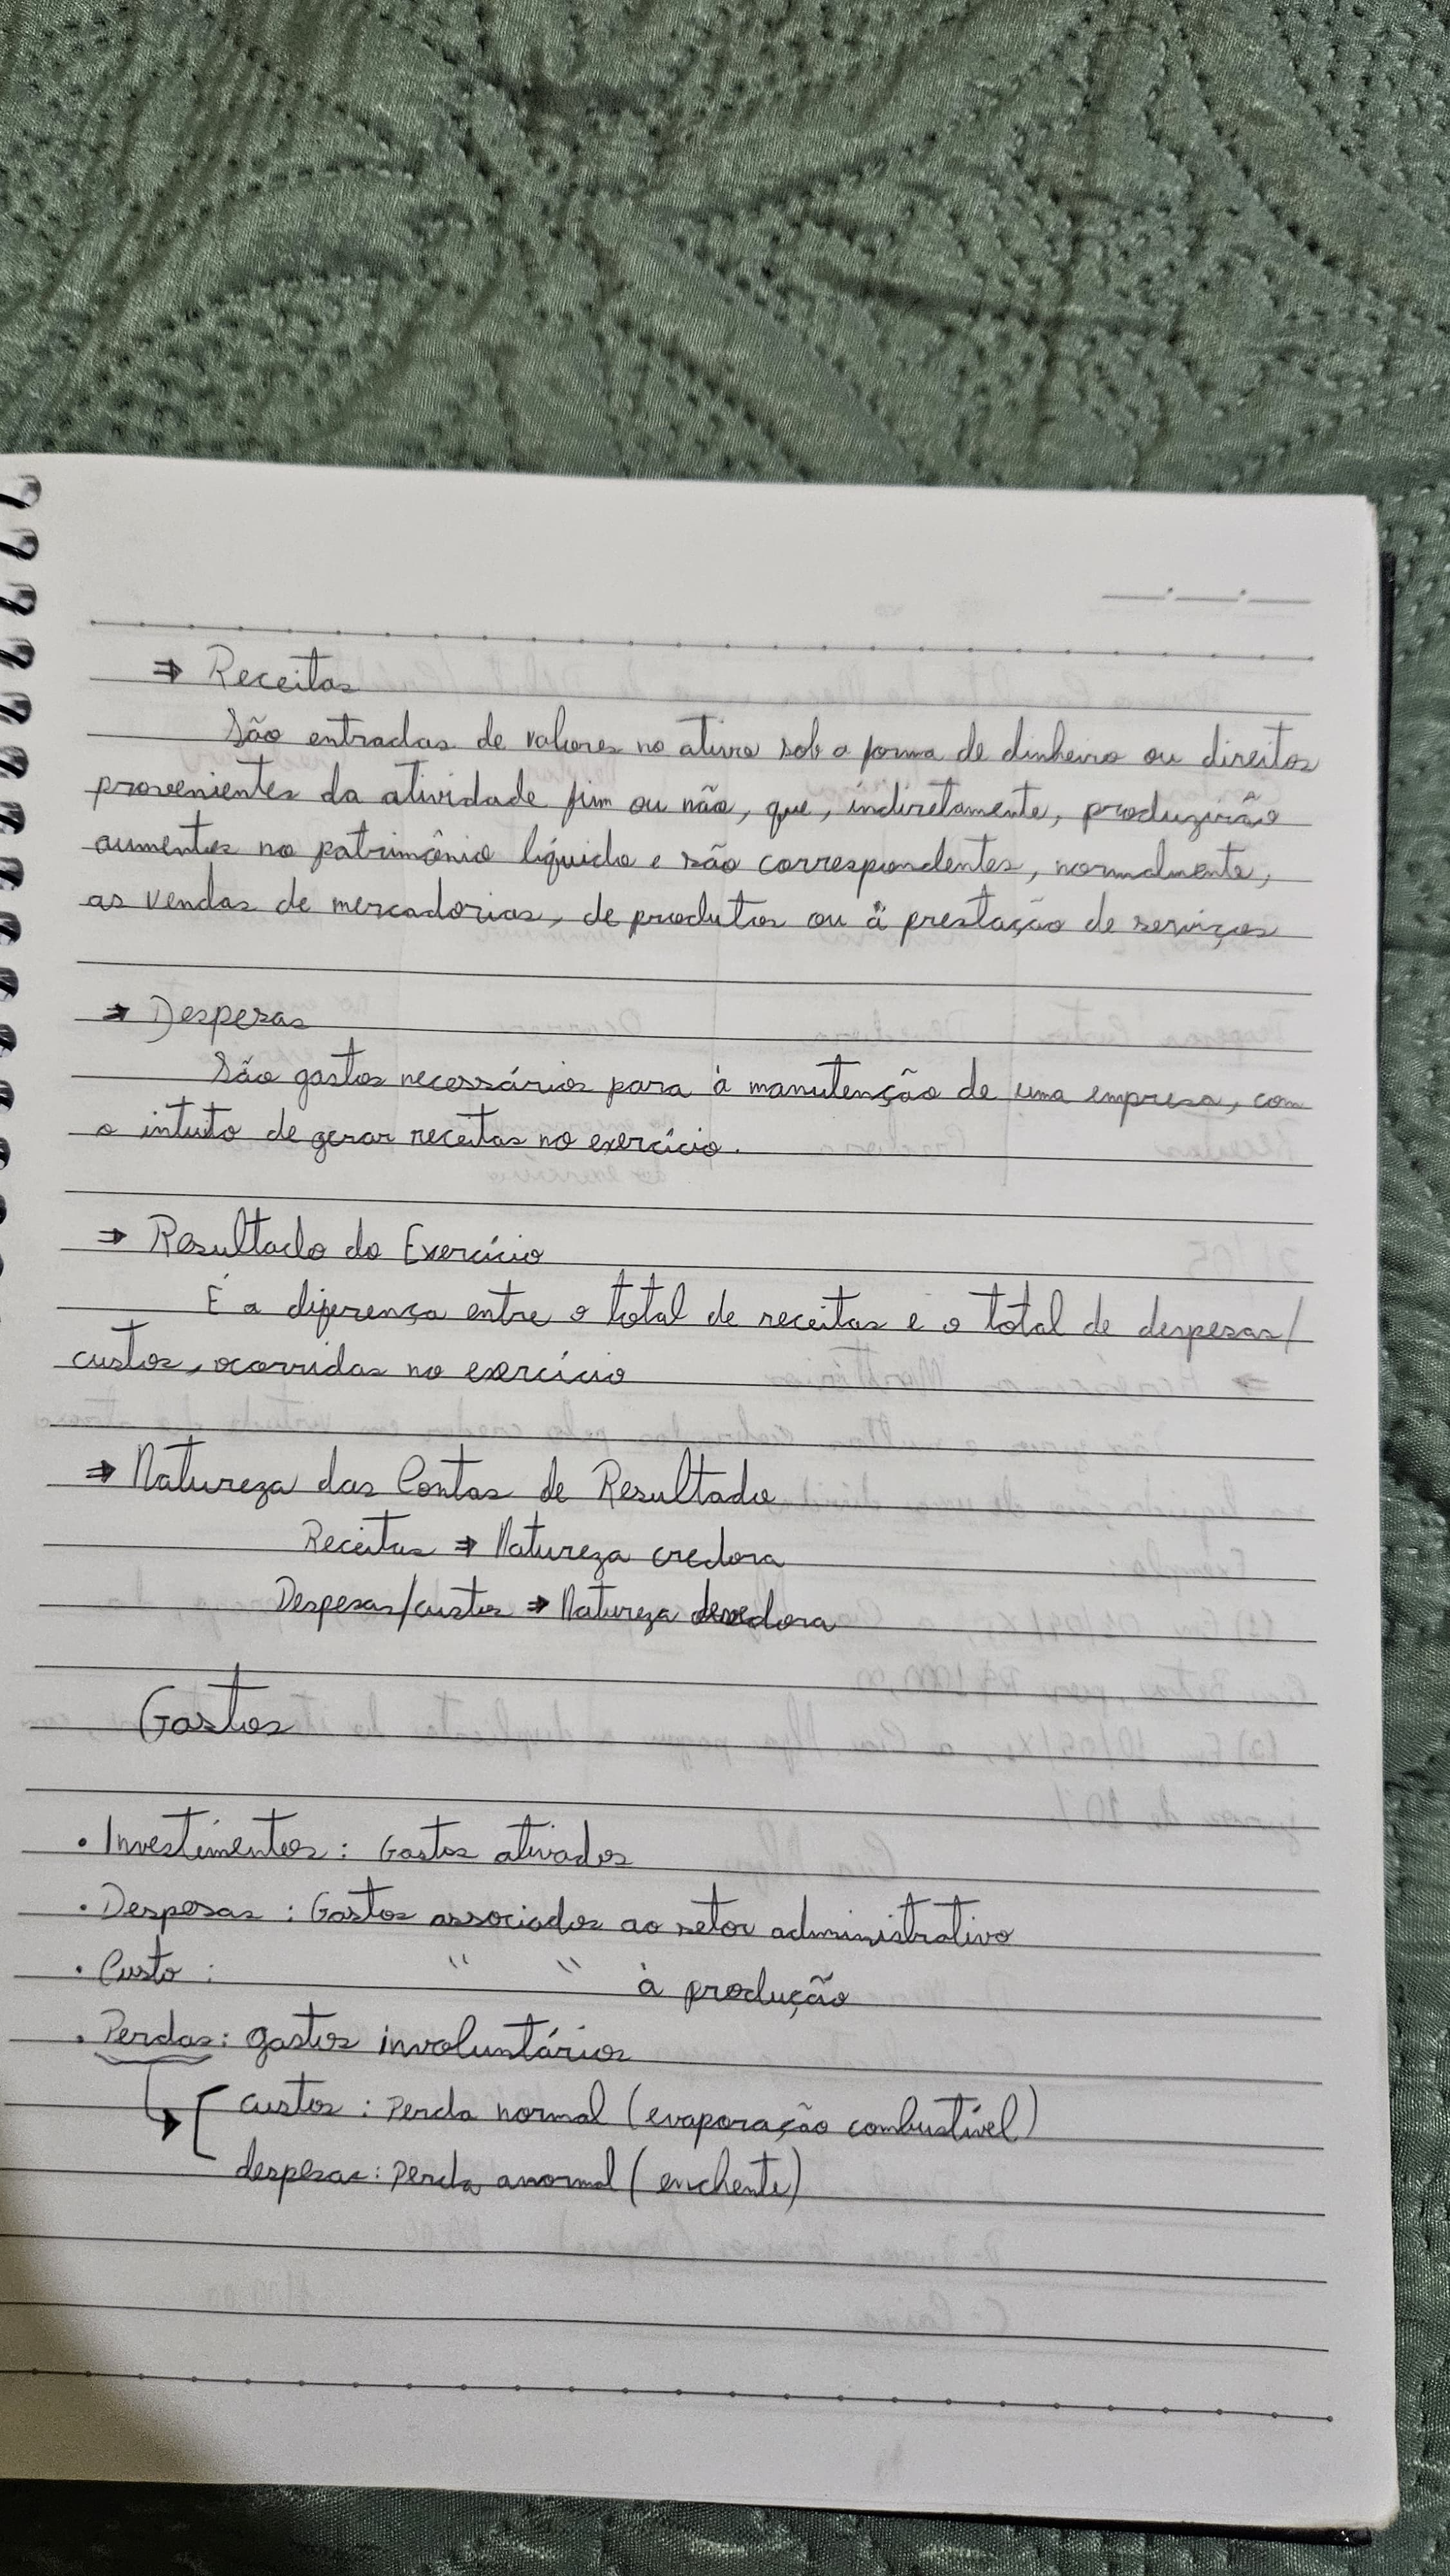 ⇒ Receitas
São entradas de valores no ativo sob a forma de dinheiro ou direitos
provenientes da atividade fim ou não, que, indiretamente, produzirão
aumentos no patrimônio líquido e são correspondentes, normalmente,
as vendas de mercadorias, de produtos ou à prestação de serviços
⇒ Despesas
São gastos necessários para à manutenção de uma empresa, com
o intuito de gerar receitas no exercício.
⇒ Resultado do Exercício
É a diferença entre o total de receitas e o total de despesas/
custos, ocorridas no exercício
⇒ Natureza das Contas de Resultado
Receitas ⇒ Natureza credora
Despesas/custos ⇒ Natureza devedora
Gastos
• Investimentos: Gastos ativados
• Despesas: Gastos associados ao setor administrativo
• Custo: " " à produção
• Perdas: gastos involuntários
custos: Perda normal (evaporação combustível)
despesas: Perda anormal (enchente)